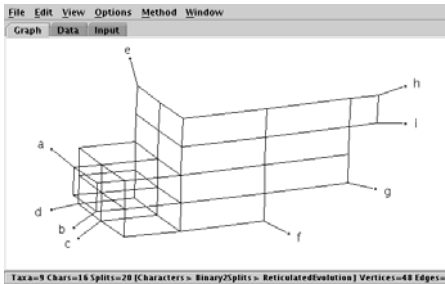 File Edit View Options Method Window
Graph Data Input
e
h
a
i
d
g
b
c
f
Taxa=9 Chars=16 Splits=20 [Characters > Binary2Splits > ReticulatedEvolution] Vertices=48 Edges=